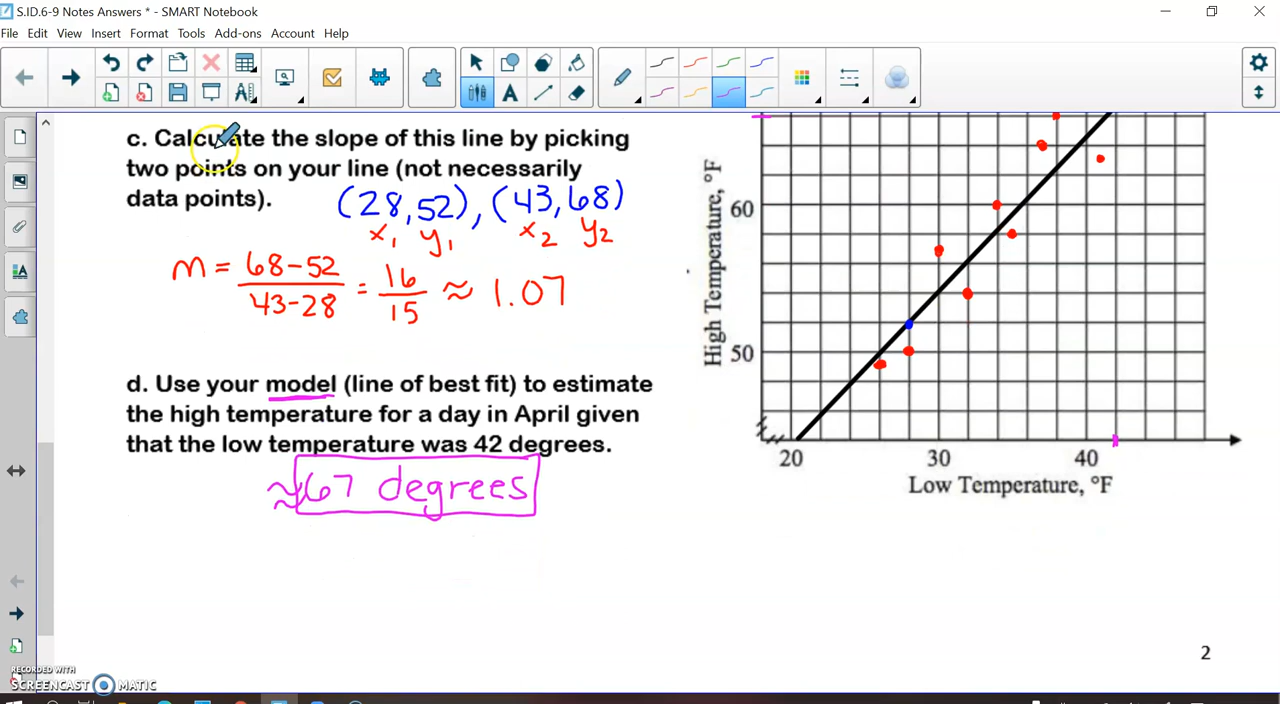 S.ID.6-9 Notes Answers * - SMART Notebook
File Edit View Insert Format Tools Add-ons Account Help
c. Calculate the slope of this line by picking
two points on your line (not necessarily
data points).
(28,52), (43,68)
x1 y1 x2 y2
m = 68-52 / 43-28 = 16/15 ≈ 1.07
d. Use your model (line of best fit) to estimate
the high temperature for a day in April given
that the low temperature was 42 degrees.
≈67 degrees
High Temperature, °F
60
50
20 30 40
Low Temperature, °F
2
RECORDED WITH
SCREENCAST MATIC